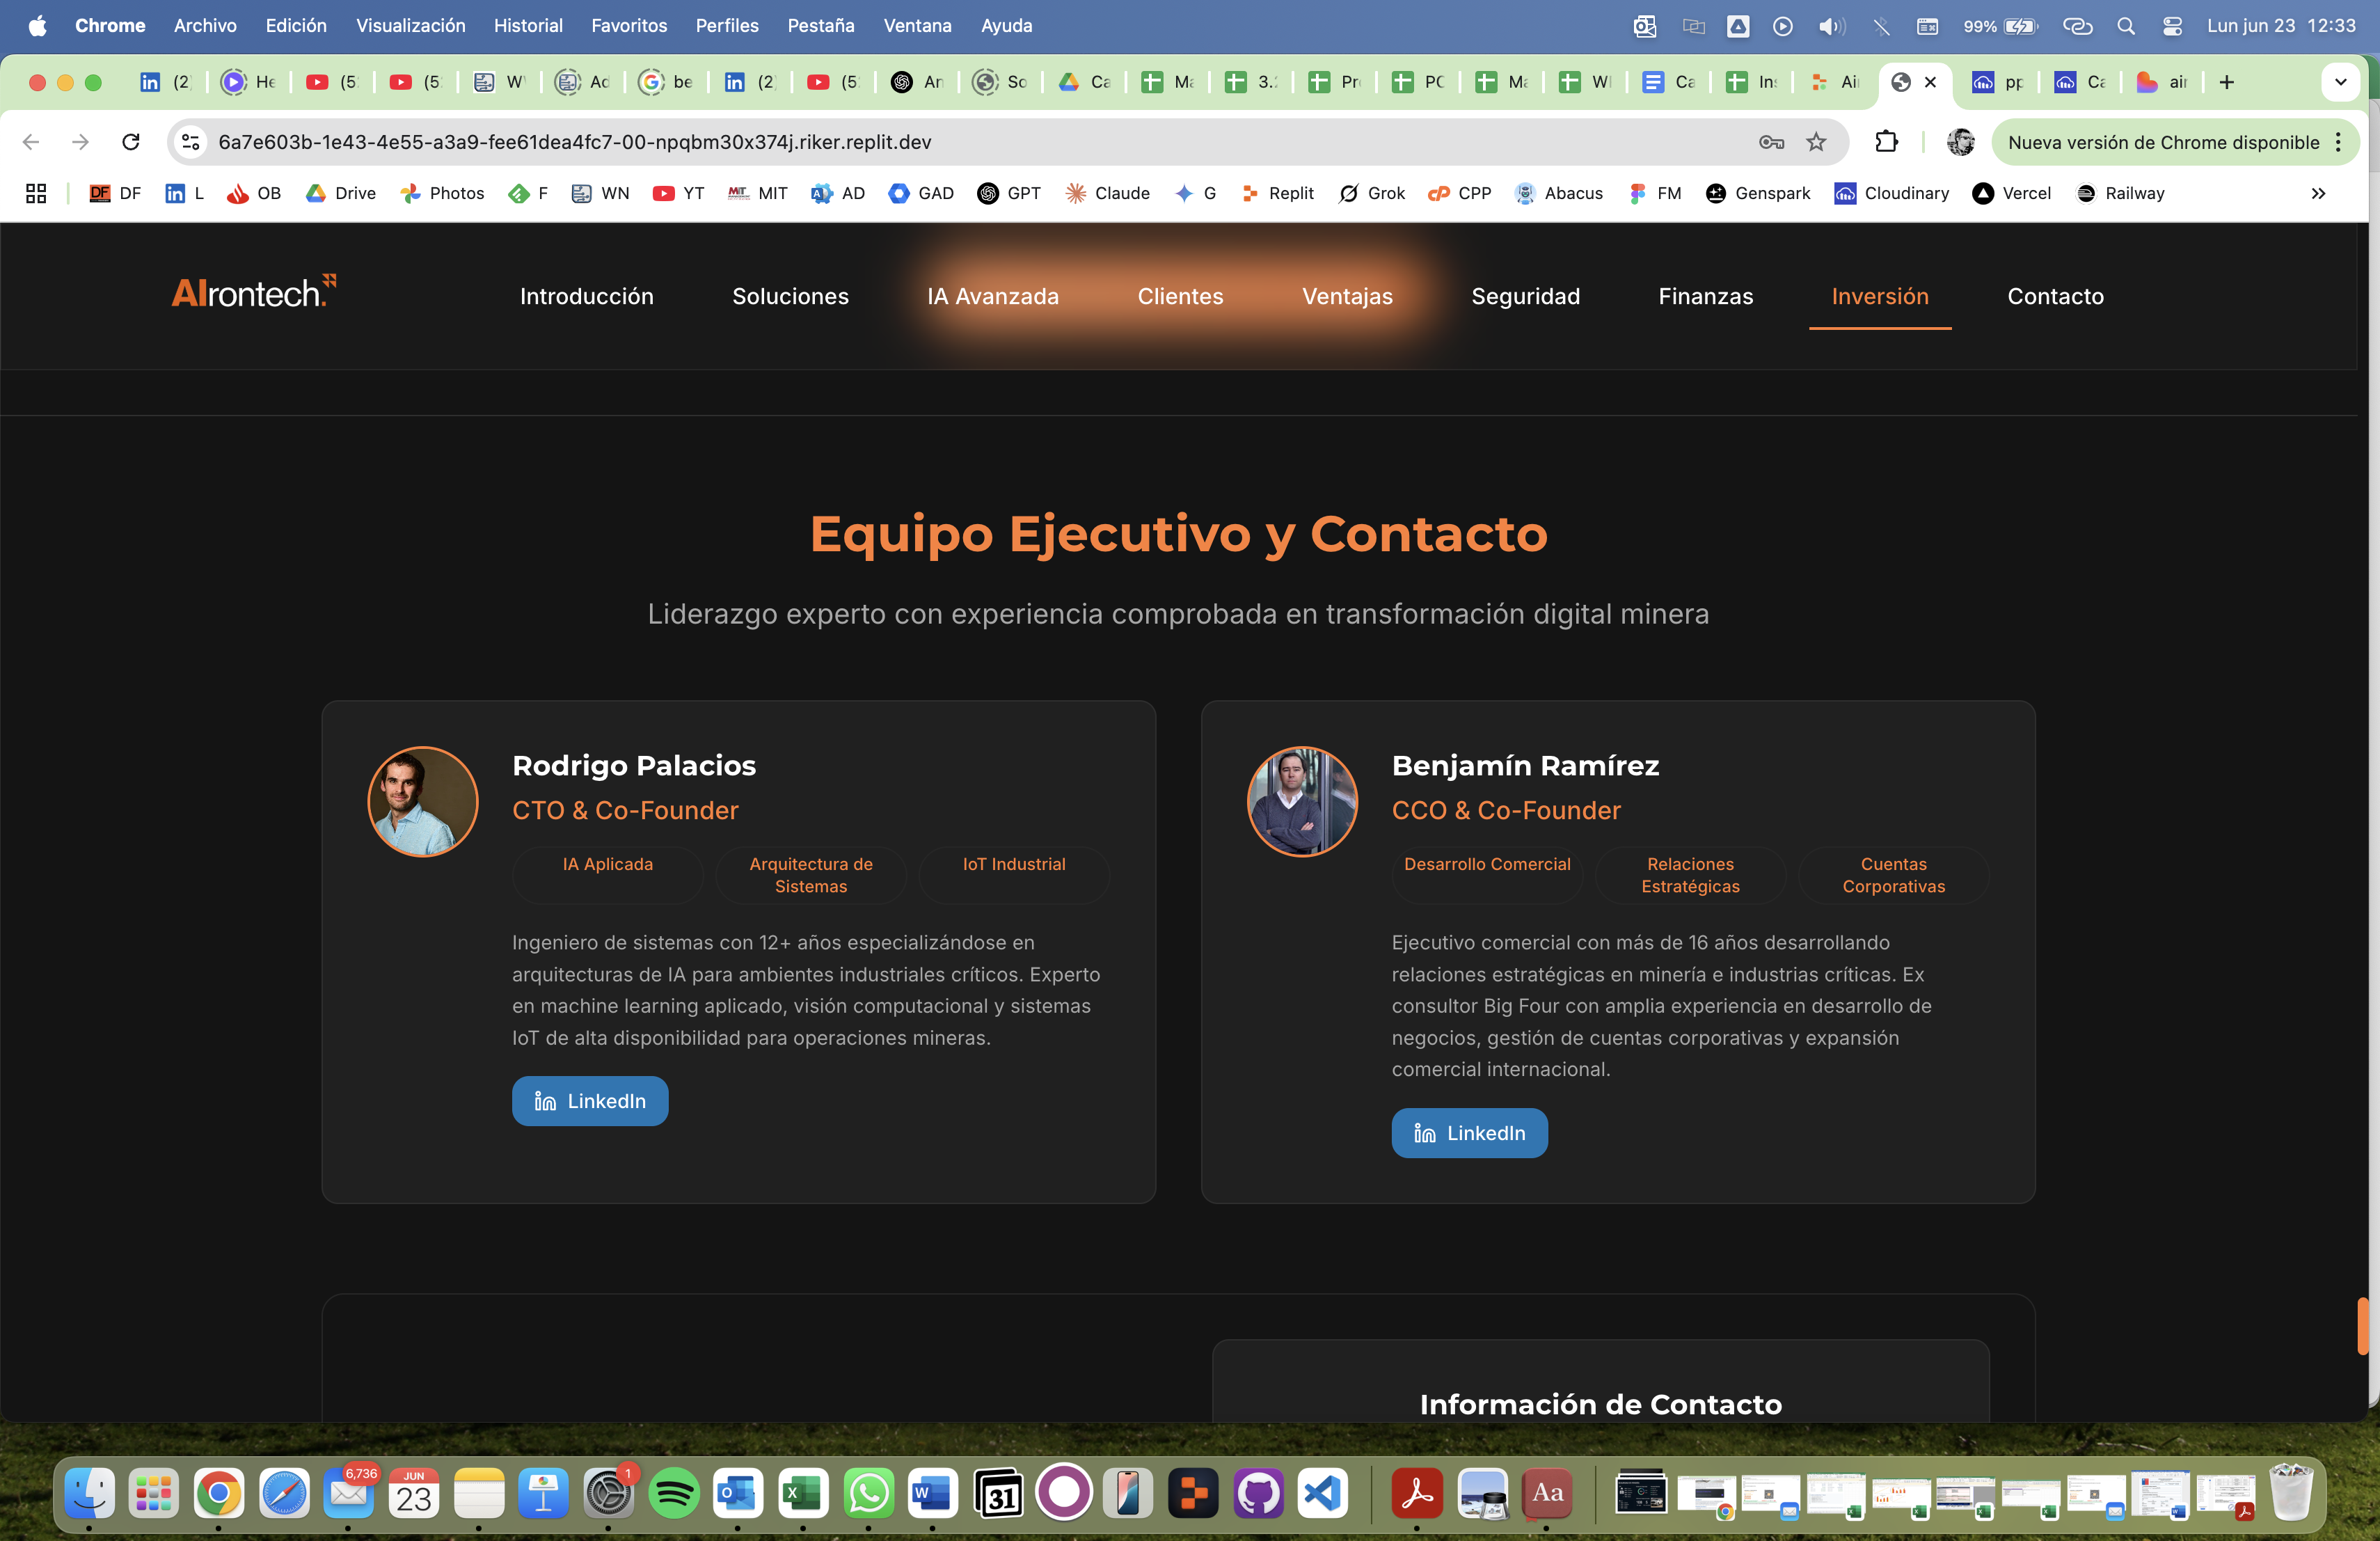 Chrome Archivo Edición Visualización Historial Favoritos Perfiles Pestaña Ventana Ayuda 99% Lun jun 23 12:33
(2 He (5 (5 W Ad be (2 (5 An So Ca Ma 3. Pr PC Ma W Ca In Ai pp Ca air
6a7e603b-1e43-4e55-a3a9-fee61dea4fc7-00-npqbm30x374j.riker.replit.dev Nueva versión de Chrome disponible
DF DF L OB Drive Photos F WN YT MIT MIT AD GAD GPT Claude G Replit Grok CPP Abacus FM Genspark Cloudinary Vercel Railway
AIrontech. Introducción Soluciones IA Avanzada Clientes Ventajas Seguridad Finanzas Inversión Contacto
Equipo Ejecutivo y Contacto
Liderazgo experto con experiencia comprobada en transformación digital minera
Rodrigo Palacios
CTO & Co-Founder
IA Aplicada
Arquitectura de
Sistemas
IoT Industrial
Ingeniero de sistemas con 12+ años especializándose en
arquitecturas de IA para ambientes industriales críticos. Experto
en machine learning aplicado, visión computacional y sistemas
IoT de alta disponibilidad para operaciones mineras.
LinkedIn
Benjamín Ramírez
CCO & Co-Founder
Desarrollo Comercial
Relaciones
Estratégicas
Cuentas
Corporativas
Ejecutivo comercial con más de 16 años desarrollando
relaciones estratégicas en minería e industrias críticas. Ex
consultor Big Four con amplia experiencia en desarrollo de
negocios, gestión de cuentas corporativas y expansión
comercial internacional.
LinkedIn
Información de Contacto
6,736 JUN 23 1 31 Aa